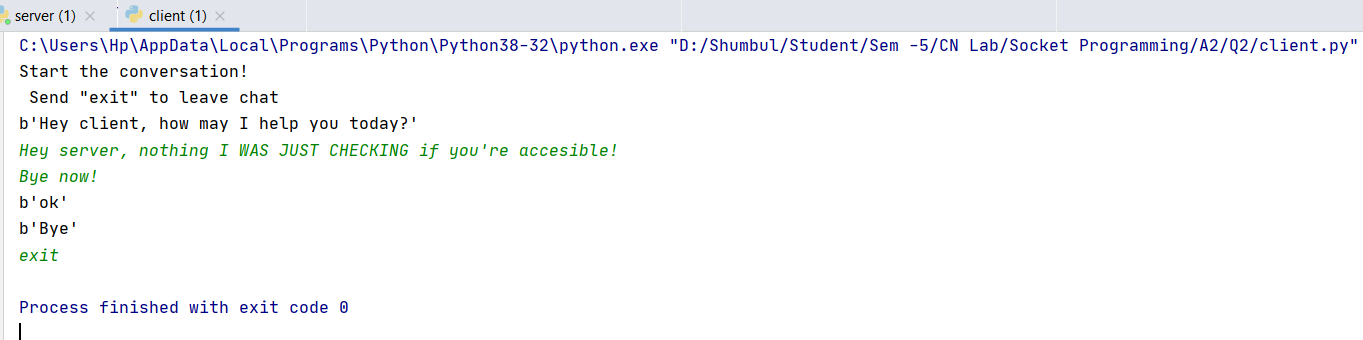 server (1) client (1)
C:\Users\Hp\AppData\Local\Programs\Python\Python38-32\python.exe "D:/Shumbul/Student/Sem -5/CN Lab/Socket Programming/A2/Q2/client.py"
Start the conversation!
Send "exit" to leave chat
b'Hey client, how may I help you today?'
Hey server, nothing I WAS JUST CHECKING if you're accesible!
Bye now!
b'ok'
b'Bye'
exit
Process finished with exit code 0